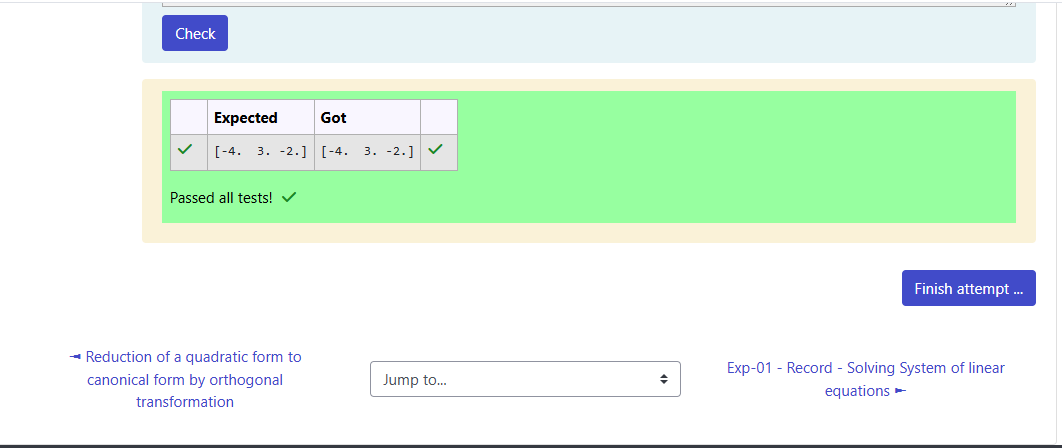 Check
Expected Got
[-4.  3. -2.] [-4.  3. -2.]
Passed all tests!
Finish attempt ...
◄ Reduction of a quadratic form to
canonical form by orthogonal
transformation
Jump to...
Exp-01 - Record - Solving System of linear
equations ►